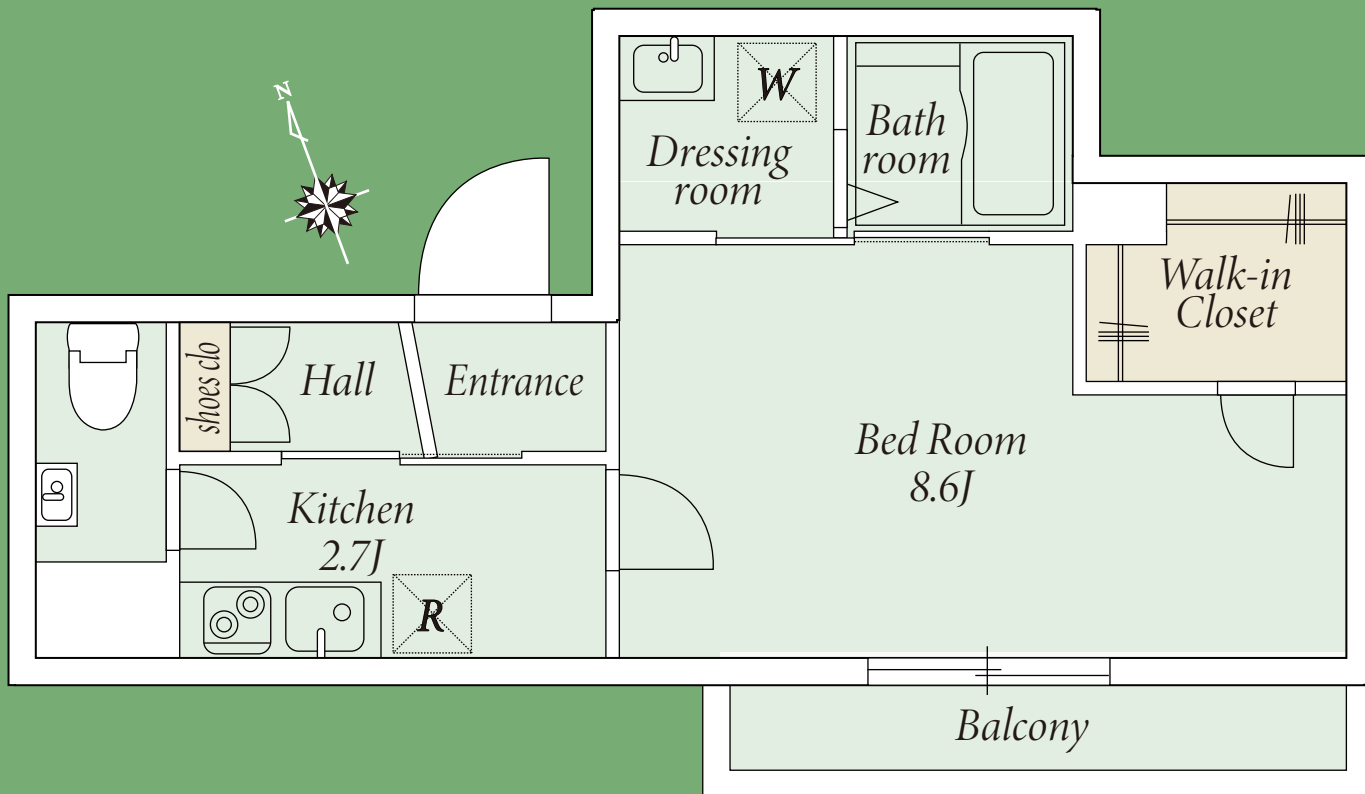 N
W
Dressing
room
Bath
room
Walk-in
Closet
shoes clo
Hall
Entrance
Bed Room
8.6J
Kitchen
2.7J
R
Balcony